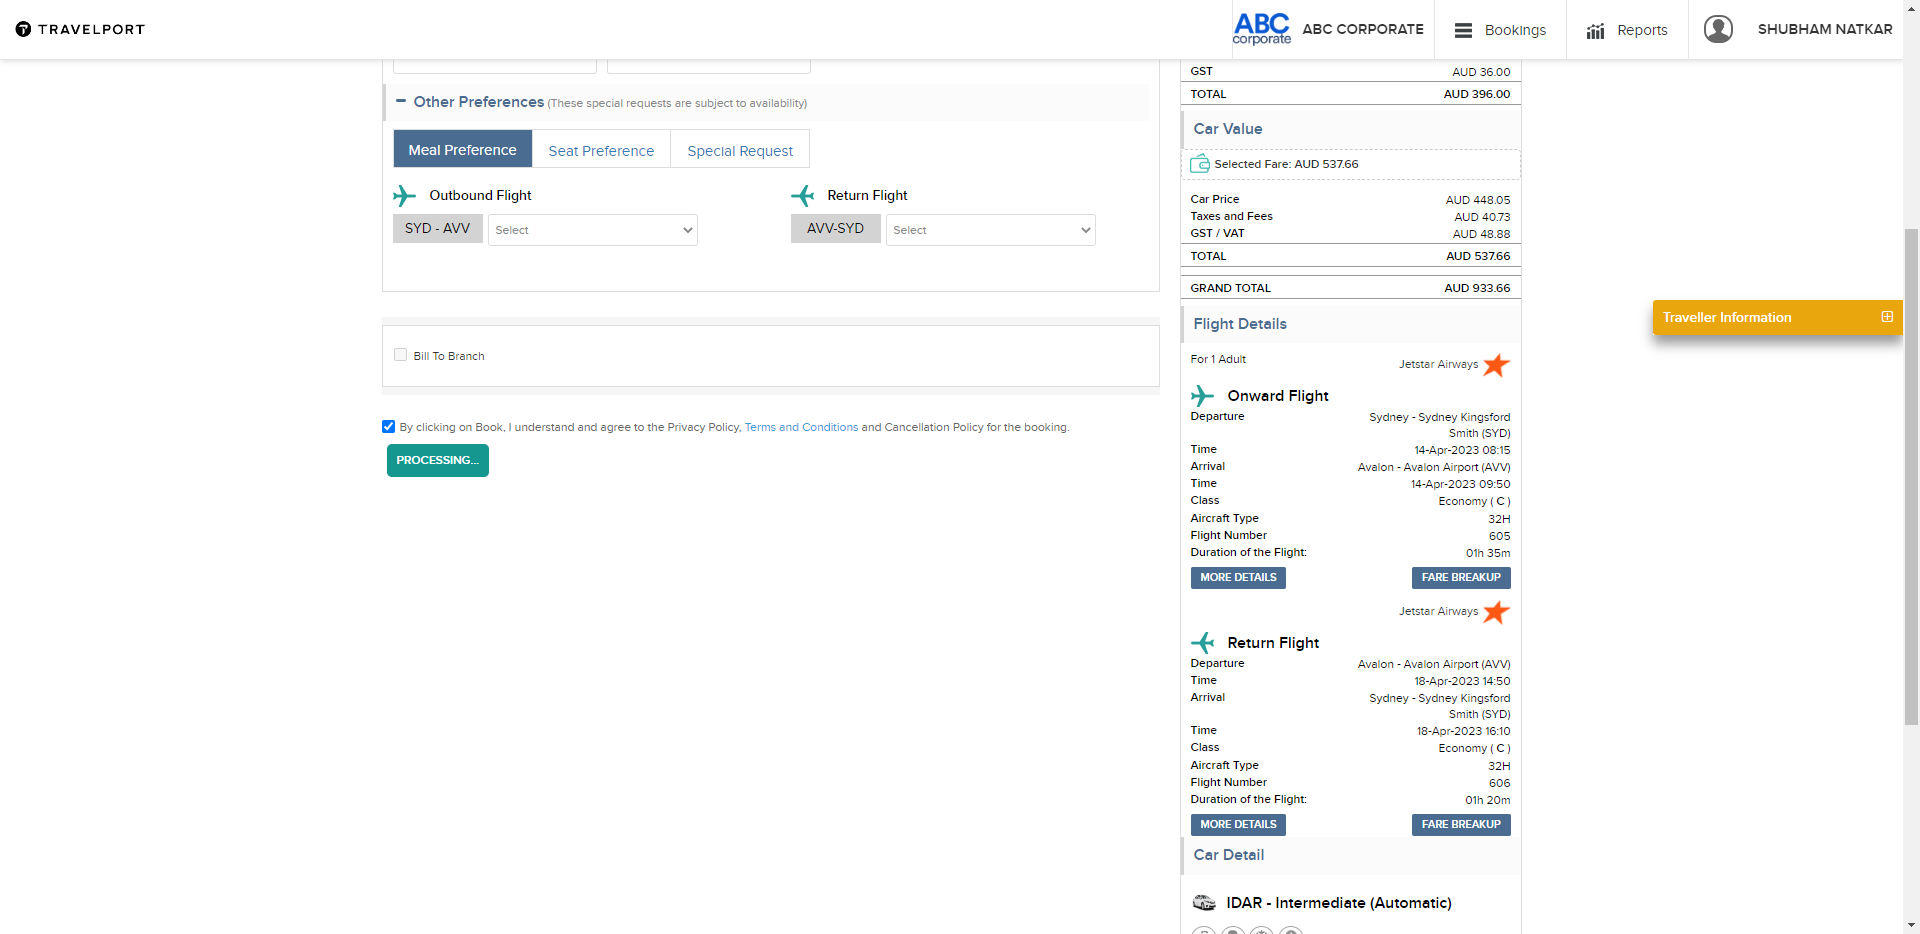 TRAVELPORT
ABC
corporate
ABC CORPORATE
Bookings
Reports
SHUBHAM NATKAR
Other Preferences (These special requests are subject to availability)
Meal Preference
Seat Preference
Special Request
Outbound Flight
Return Flight
SYD - AVV
Select
AVV-SYD
Select
Bill To Branch
By clicking on Book, I understand and agree to the Privacy Policy, Terms and Conditions and Cancellation Policy for the booking.
PROCESSING...
GST AUD 36.00
TOTAL AUD 396.00
Car Value
Selected Fare: AUD 537.66
Car Price AUD 448.05
Taxes and Fees AUD 40.73
GST / VAT AUD 48.88
TOTAL AUD 537.66
GRAND TOTAL AUD 933.66
Flight Details
For 1 Adult
Jetstar Airways
Onward Flight
Departure Sydney - Sydney Kingsford
Smith (SYD)
Time 14-Apr-2023 08:15
Arrival Avalon - Avalon Airport (AVV)
Time 14-Apr-2023 09:50
Class Economy ( C )
Aircraft Type 32H
Flight Number 605
Duration of the Flight: 01h 35m
MORE DETAILS
FARE BREAKUP
Jetstar Airways
Return Flight
Departure Avalon - Avalon Airport (AVV)
Time 18-Apr-2023 14:50
Arrival Sydney - Sydney Kingsford
Smith (SYD)
Time 18-Apr-2023 16:10
Class Economy ( C )
Aircraft Type 32H
Flight Number 606
Duration of the Flight: 01h 20m
MORE DETAILS
FARE BREAKUP
Car Detail
IDAR - Intermediate (Automatic)
Traveller Information